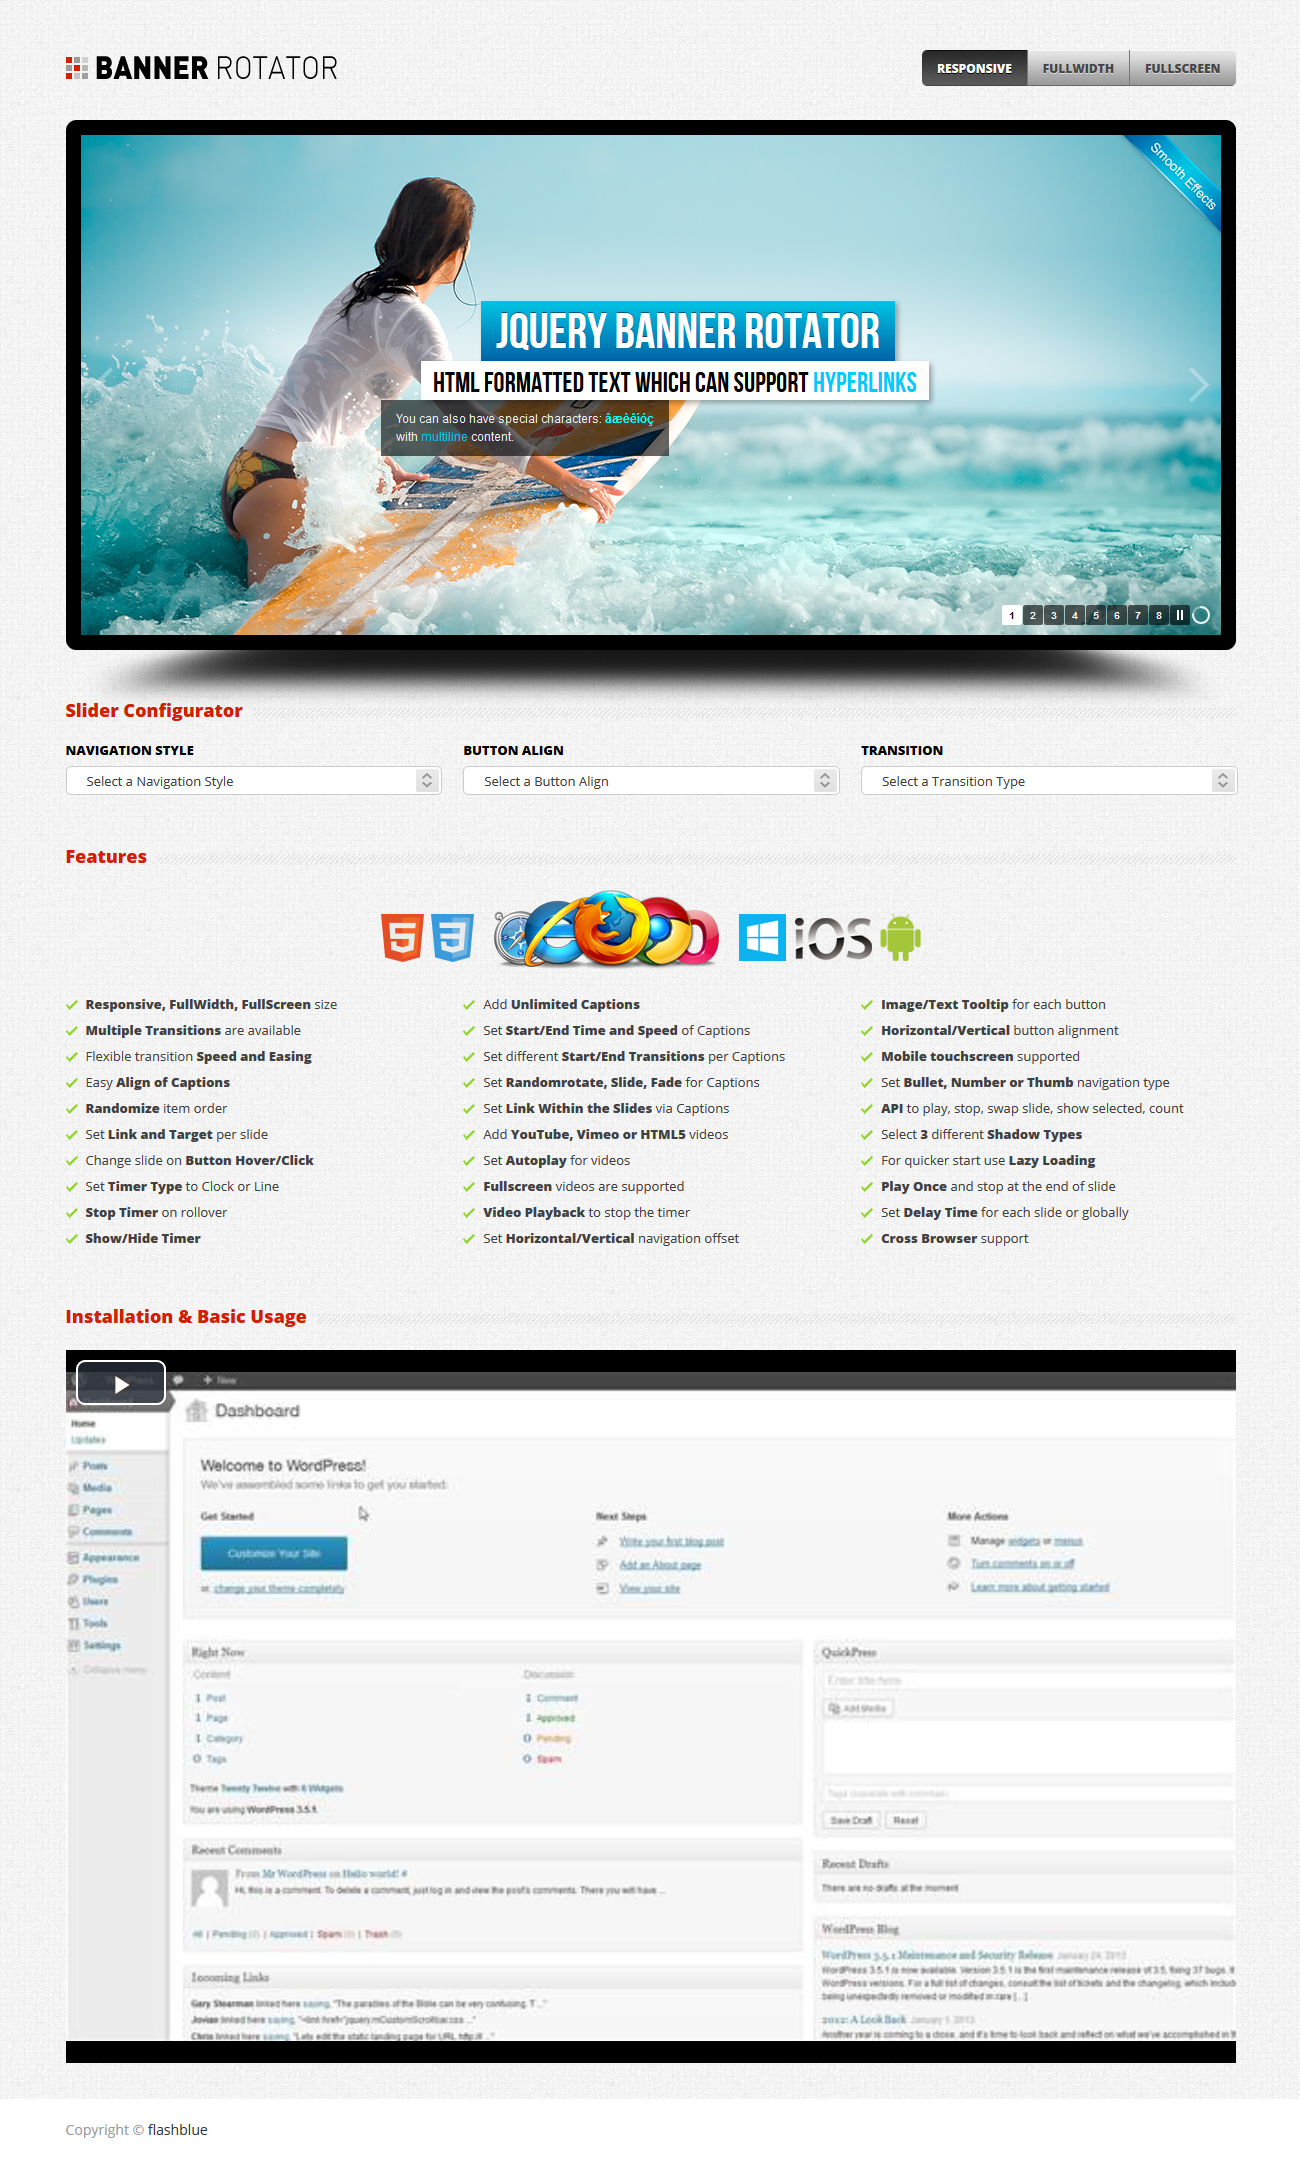 BANNER ROTATOR
RESPONSIVE
FULLWIDTH
FULLSCREEN
Smooth Effects
JQUERY BANNER ROTATOR
HTML FORMATTED TEXT WHICH CAN SUPPORT HYPERLINKS
You can also have special characters: âæèêíóç
with multiline content.
1 2 3 4 5 6 7 8
Slider Configurator
NAVIGATION STYLE
Select a Navigation Style
BUTTON ALIGN
Select a Button Align
TRANSITION
Select a Transition Type
Features
5 3 iOS
Responsive, FullWidth, FullScreen size
Multiple Transitions are available
Flexible transition Speed and Easing
Easy Align of Captions
Randomize item order
Set Link and Target per slide
Change slide on Button Hover/Click
Set Timer Type to Clock or Line
Stop Timer on rollover
Show/Hide Timer
Add Unlimited Captions
Set Start/End Time and Speed of Captions
Set different Start/End Transitions per Captions
Set Randomrotate, Slide, Fade for Captions
Set Link Within the Slides via Captions
Add YouTube, Vimeo or HTML5 videos
Set Autoplay for videos
Fullscreen videos are supported
Video Playback to stop the timer
Set Horizontal/Vertical navigation offset
Image/Text Tooltip for each button
Horizontal/Vertical button alignment
Mobile touchscreen supported
Set Bullet, Number or Thumb navigation type
API to play, stop, swap slide, show selected, count
Select 3 different Shadow Types
For quicker start use Lazy Loading
Play Once and stop at the end of slide
Set Delay Time for each slide or globally
Cross Browser support
Installation & Basic Usage
New
Home
Updates
Posts
Media
Pages
Comments
Appearance
Plugins
Users
Tools
Settings
Collapse menu
Dashboard
Welcome to WordPress!
We've assembled some links to get you started:
Get Started
Customize Your Site
or change your theme completely
Next Steps
Write your first blog post
Add an About page
View your site
More Actions
Manage widgets or menus
Turn comments on or off
Learn more about getting started
Right Now
Content
1 Post
1 Page
1 Category
0 Tags
Discussion
1 Comment
1 Approved
0 Pending
0 Spam
Theme Twenty Twelve with 6 Widgets
You are using WordPress 3.5.1.
Recent Comments
From Mr WordPress on Hello world! #
Hi, this is a comment. To delete a comment, just log in and view the post's comments. There you will have ...
All | Pending (0) | Approved | Spam (0) | Trash (0)
Incoming Links
Gary Stearman linked here saying, "The parables of the Bible can be very confusing. T ..."
Jovian linked here saying, "<link href="jquery.mCustomScrollbar.css ..."
Chris linked here saying, "Lets edit the static landing page for URL http://l ..."
QuickPress
Enter title here
Add Media
Tags (separate with commas)
Save Draft
Reset
Recent Drafts
There are no drafts at the moment
WordPress Blog
WordPress 3.5.1 Maintenance and Security Release January 24, 2013
WordPress 3.5.1 is now available. Version 3.5.1 is the first maintenance release of 3.5, fixing 37 bugs. It
WordPress versions. For a full list of changes, consult the list of tickets and the changelog, which include
being unexpectedly removed or modified in rare [...]
2012: A Look Back January 1, 2013
Another year is coming to a close, and it's time to look back and reflect on what we've accomplished in th
Copyright © flashblue